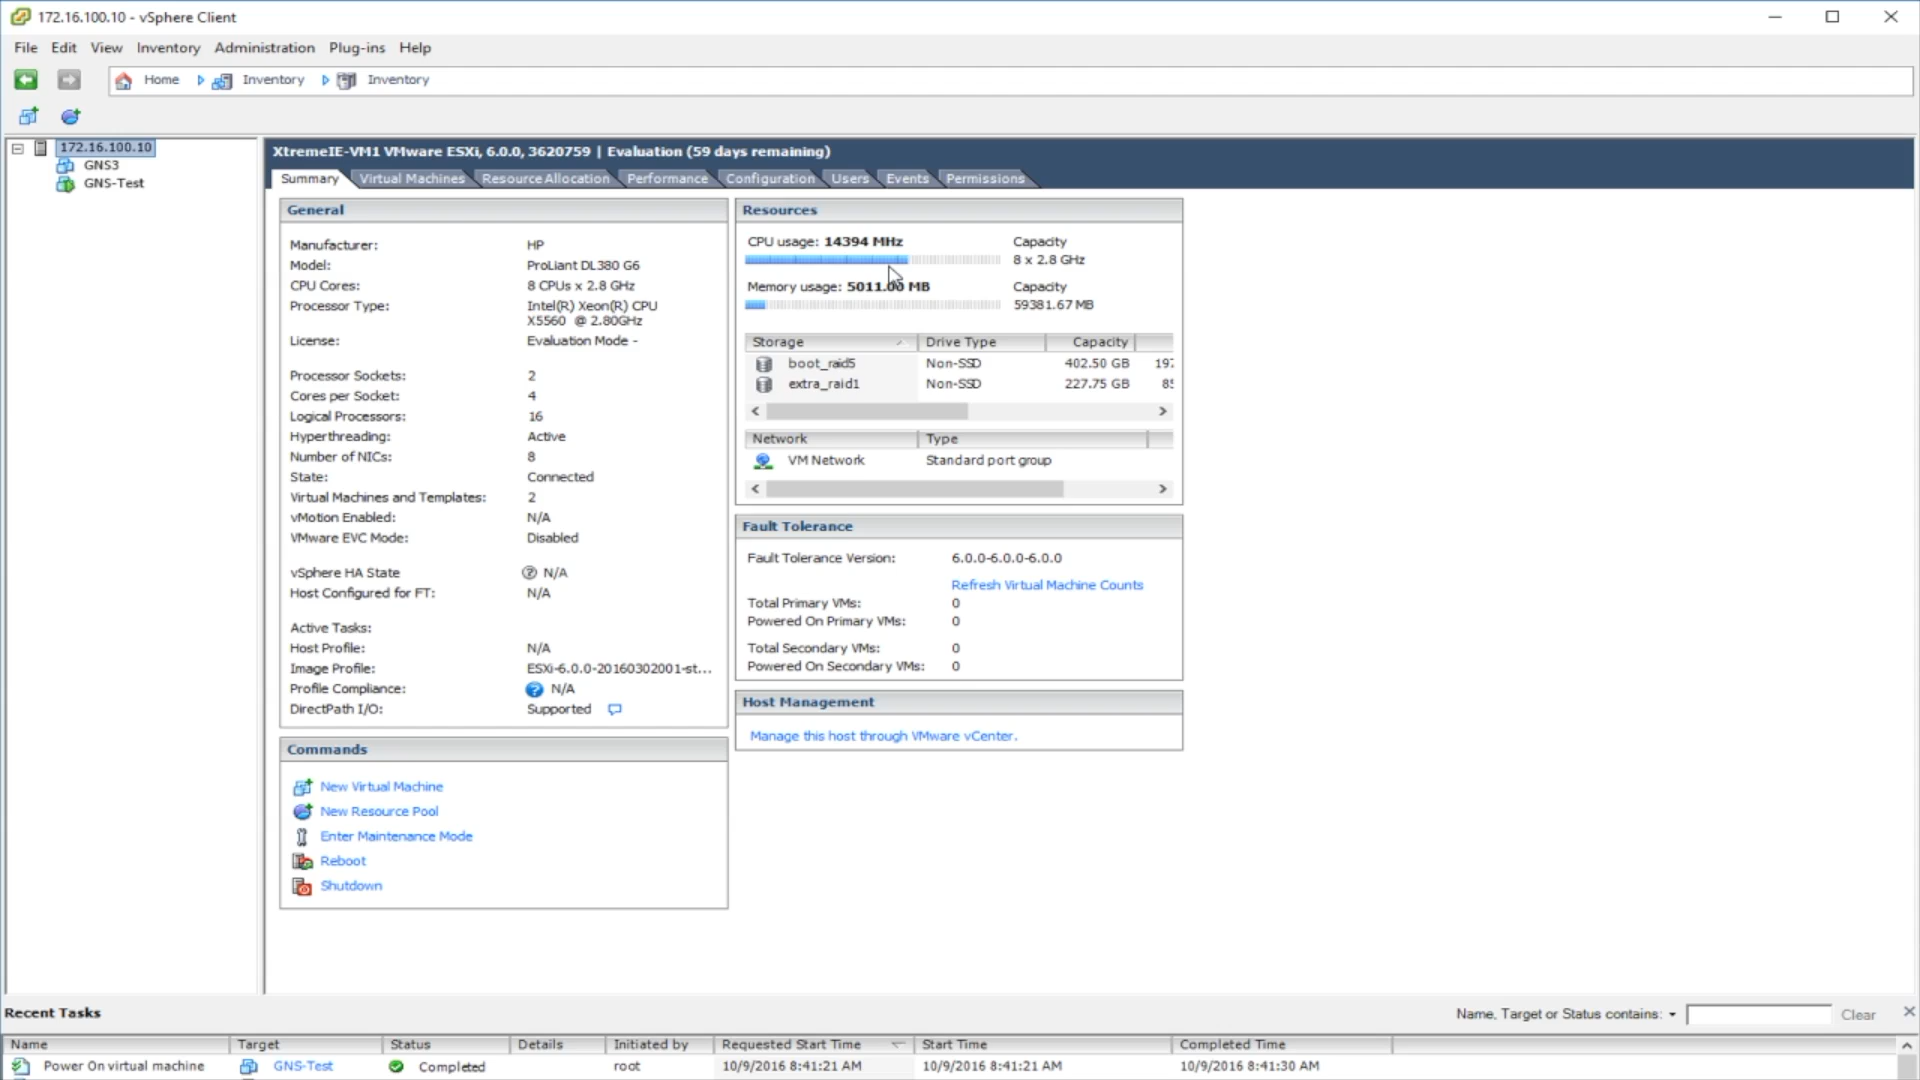 172.16.100.10 - vSphere Client
File Edit View Inventory Administration Plug-ins Help
Home Inventory Inventory
172.16.100.10
GNS3
GNS-Test
XtremeIE-VM1 VMware ESXi, 6.0.0, 3620759 | Evaluation (59 days remaining)
Summary Virtual Machines Resource Allocation Performance Configuration Users Events Permissions
General
Manufacturer: HP
Model: ProLiant DL380 G6
CPU Cores: 8 CPUs x 2.8 GHz
Processor Type: Intel(R) Xeon(R) CPU
X5560 @ 2.80GHz
License: Evaluation Mode -
Processor Sockets: 2
Cores per Socket: 4
Logical Processors: 16
Hyperthreading: Active
Number of NICs: 8
State: Connected
Virtual Machines and Templates: 2
vMotion Enabled: N/A
VMware EVC Mode: Disabled
vSphere HA State N/A
Host Configured for FT: N/A
Active Tasks:
Host Profile: N/A
Image Profile: ESXi-6.0.0-20160302001-st...
Profile Compliance: N/A
DirectPath I/O: Supported
Commands
New Virtual Machine
New Resource Pool
Enter Maintenance Mode
Reboot
Shutdown
Resources
CPU usage: 14394 MHz Capacity
8 x 2.8 GHz
Memory usage: 5011.00 MB Capacity
59381.67 MB
Storage Drive Type Capacity
boot_raid5 Non-SSD 402.50 GB 197
extra_raid1 Non-SSD 227.75 GB 85
Network Type
VM Network Standard port group
Fault Tolerance
Fault Tolerance Version: 6.0.0-6.0.0-6.0.0
Refresh Virtual Machine Counts
Total Primary VMs: 0
Powered On Primary VMs: 0
Total Secondary VMs: 0
Powered On Secondary VMs: 0
Host Management
Manage this host through VMware vCenter.
Recent Tasks Name, Target or Status contains: Clear
Name Target Status Details Initiated by Requested Start Time Start Time Completed Time
Power On virtual machine GNS-Test Completed root 10/9/2016 8:41:21 AM 10/9/2016 8:41:21 AM 10/9/2016 8:41:30 AM